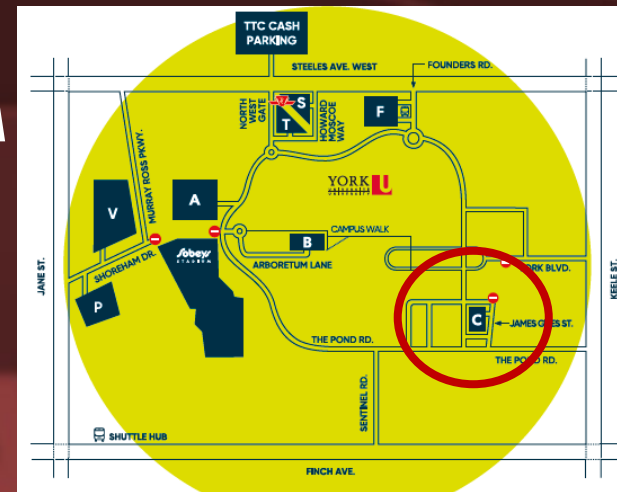 TTC CASH
PARKING
STEELES AVE. WEST
FOUNDERS RD.
NORTH
WEST
GATE
S
T
HOWARD
MOSCOE
WAY
F
MURRAY ROSS PKWY.
YORK U
V
A
CAMPUS WALK
B
ARBORETUM LANE
sobeys
STADIUM
SHOREHAM DR.
P
JANE ST.
KEELE ST.
YORK BLVD.
C
JAMES GILLIES ST.
THE POND RD.
THE POND RD.
SENTINEL RD.
SHUTTLE HUB
FINCH AVE.